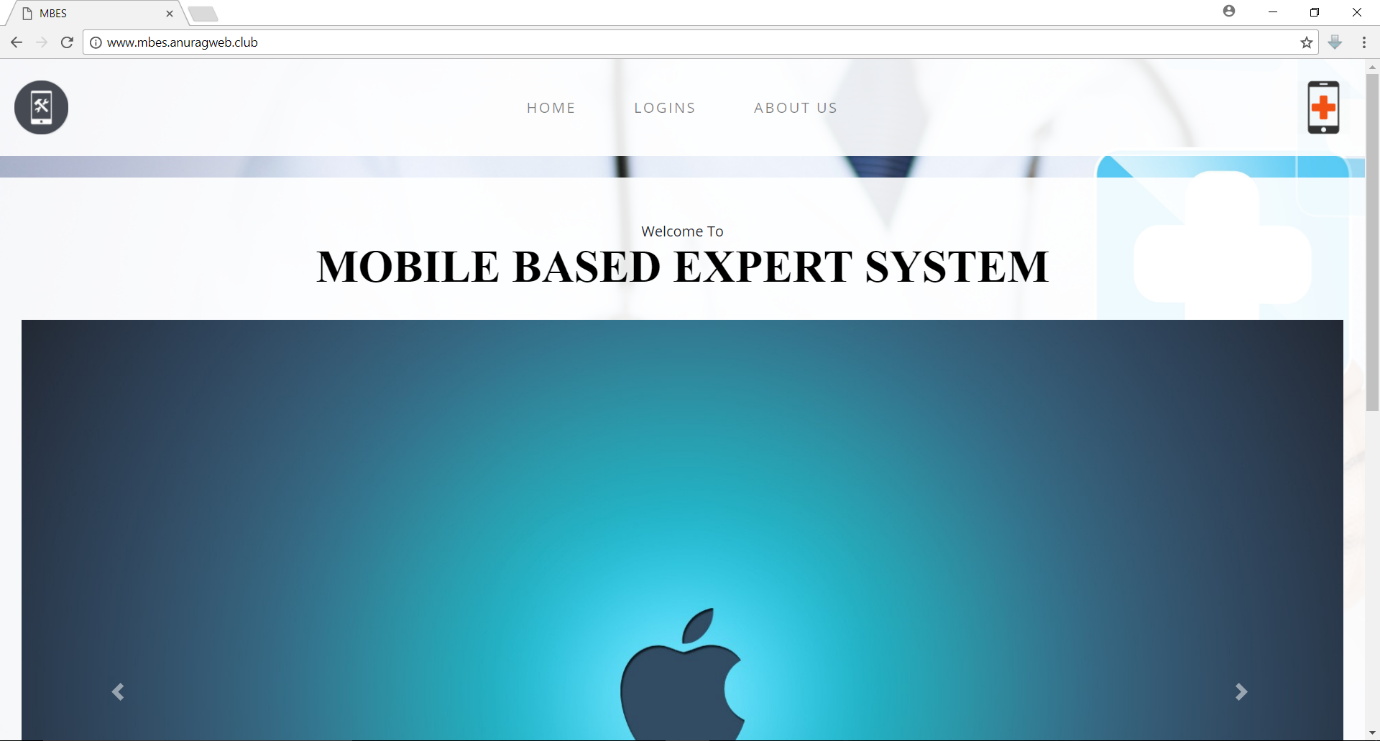 MBES
www.mbes.anuragweb.club
HOME LOGINS ABOUT US
Welcome To
MOBILE BASED EXPERT SYSTEM